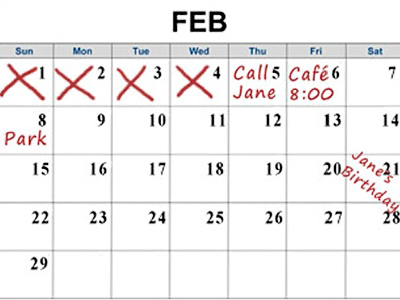 FEB
Sun Mon Tue Wed Thu Fri Sat
1 2 3 4 Call 5 Café 6 7
Jane 8:00
8 9 10 11 12 13 14
Park
15 16 17 18 19 20 21
Jane's
Birthday
22 23 24 25 26 27 28
29